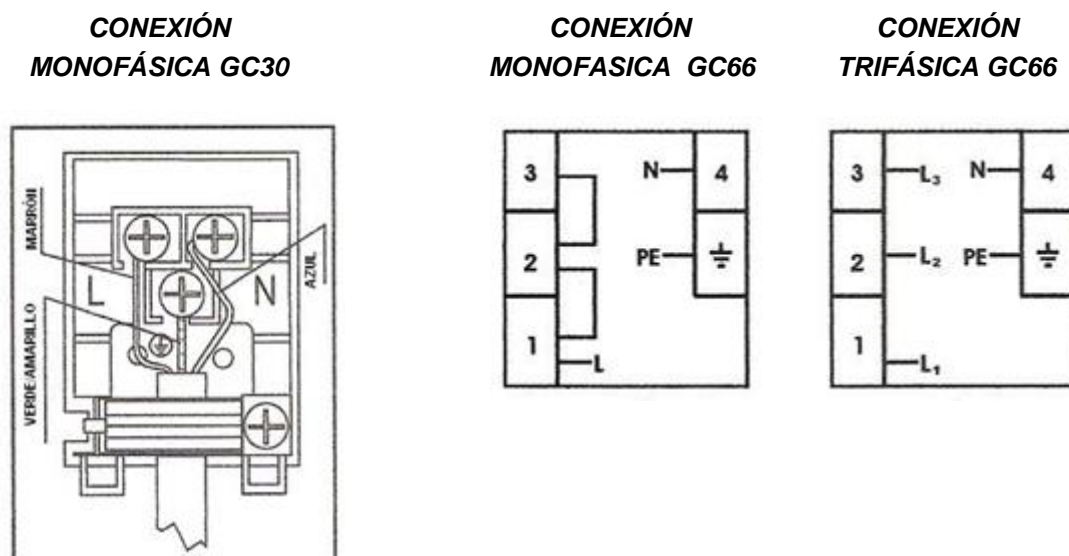 CONEXIÓN
MONOFÁSICA GC30
CONEXIÓN
MONOFASICA GC66
CONEXIÓN
TRIFÁSICA GC66
MARRÓN
VERDE/AMARILLO
L
N
AZUL
3
2
1
N
PE
L
4
3
2
1
L₃
L₂
L₁
N
PE
4